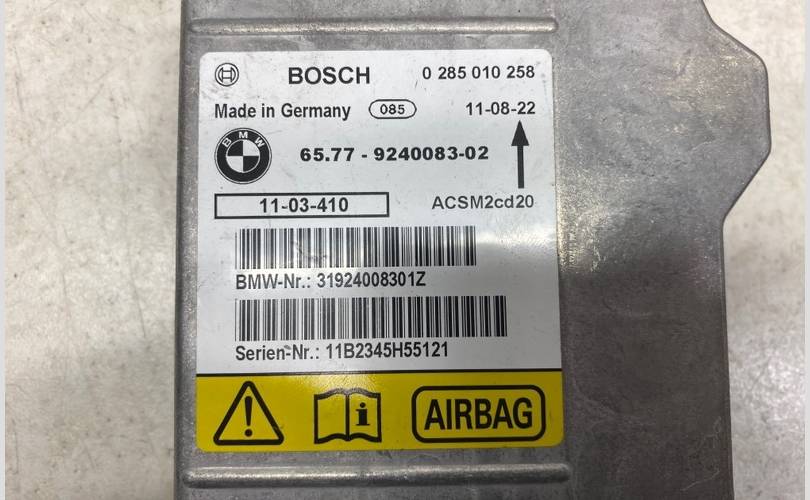 BOSCH 0 285 010 258
Made in Germany 085 11-08-22
BMW 65.77 - 9240083-02
11-03-410 ACSM2cd20
BMW-Nr.: 31924008301Z
Serien-Nr.: 11B2345H55121
AIRBAG